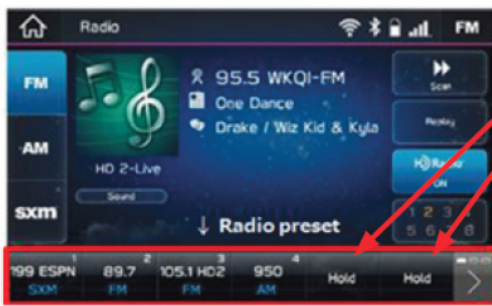 Radio
FM
FM
95.5 WKQI-FM
Scan
One Dance
Replay
Drake / Wiz Kid & Kyla
AM
HD 2-Live
HD Radio
ON
Sound
sxm
1 2 3 4
5 6 8
↓ Radio preset
1 2 3 4
199 ESPN 89.7 105.1 HD2 950 Hold Hold >
SXM FM FM AM